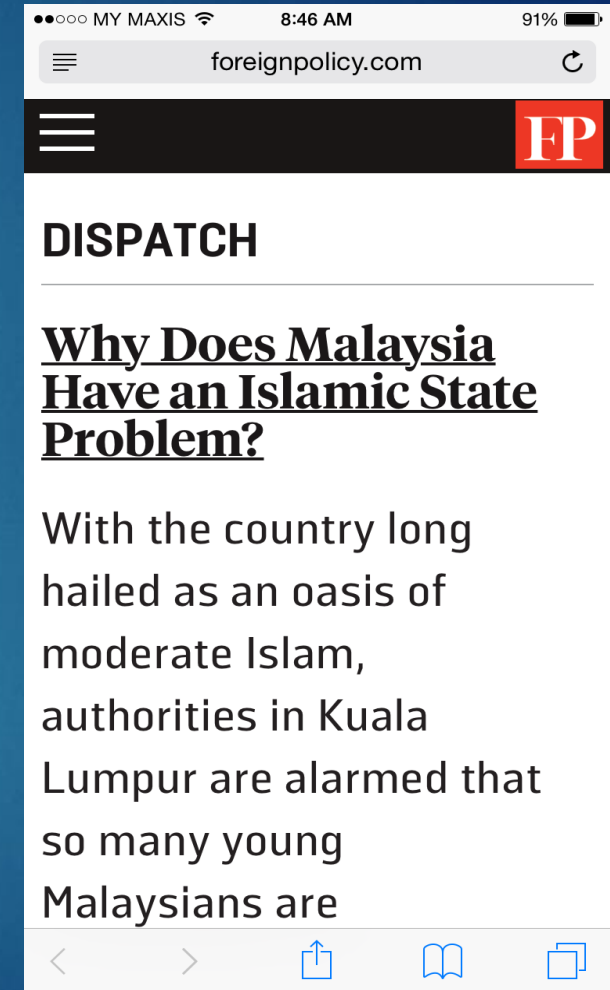 MY MAXIS 8:46 AM 91%
foreignpolicy.com
FP
DISPATCH
Why Does Malaysia
Have an Islamic State
Problem?
With the country long
hailed as an oasis of
moderate Islam,
authorities in Kuala
Lumpur are alarmed that
so many young
Malaysians are